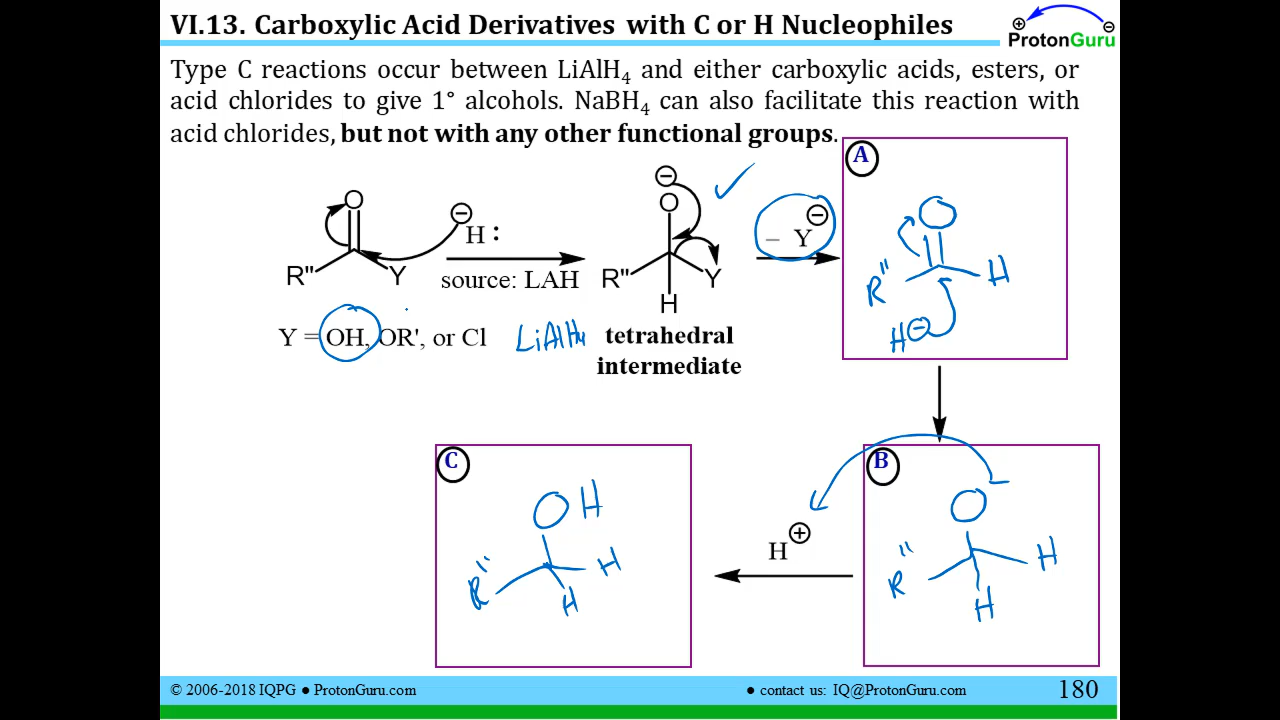 VI.13. Carboxylic Acid Derivatives with C or H Nucleophiles
⊕ ⊖
ProtonGuru
Type C reactions occur between LiAlH₄ and either carboxylic acids, esters, or
acid chlorides to give 1° alcohols. NaBH₄ can also facilitate this reaction with
acid chlorides, but not with any other functional groups.
A
O
R"
Y
⊖
H :
source: LAH
⊖
O
R"
Y
H
– Y ⊖
O
R"
H
H ⊖
Y = OH, OR', or Cl
LiAlH₄
tetrahedral
intermediate
C
OH
R"
H
H
H ⊕
B
O –
R"
H
H
© 2006-2018 IQPG ● ProtonGuru.com
● contact us: IQ@ProtonGuru.com
180